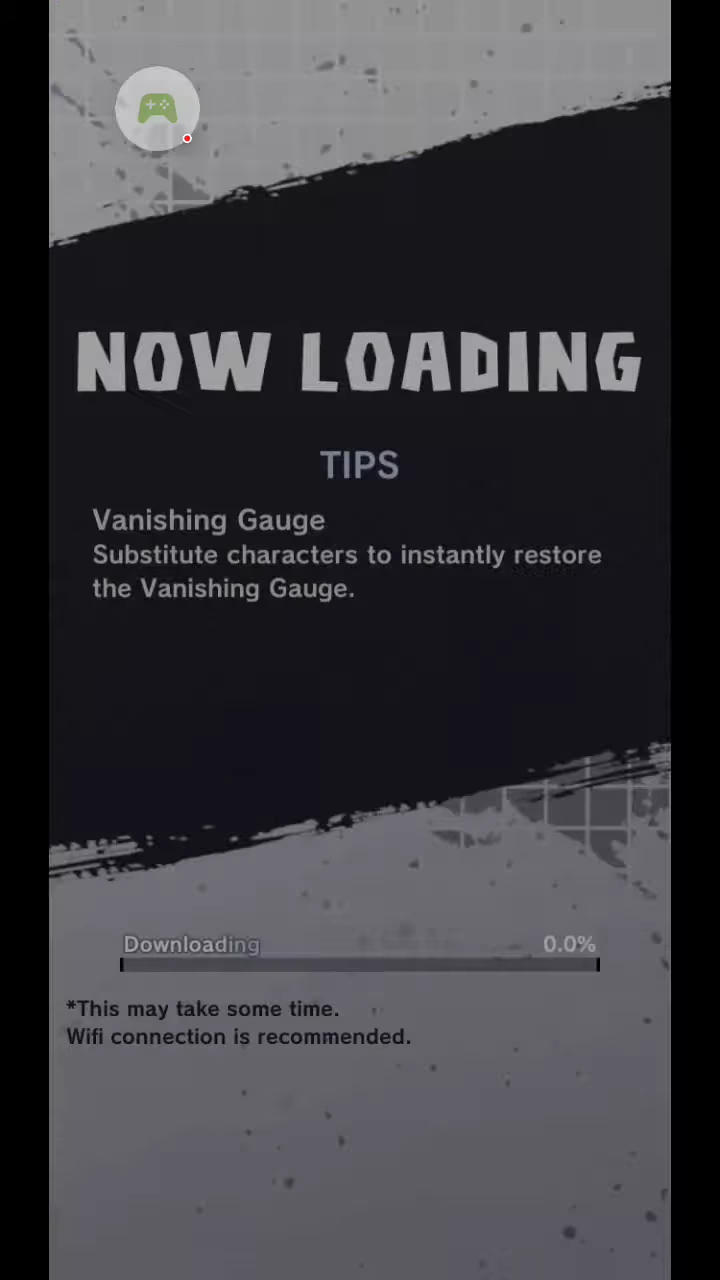 NOW LOADING
TIPS
Vanishing Gauge
Substitute characters to instantly restore
the Vanishing Gauge.
Downloading 0.0%
*This may take some time.
Wifi connection is recommended.